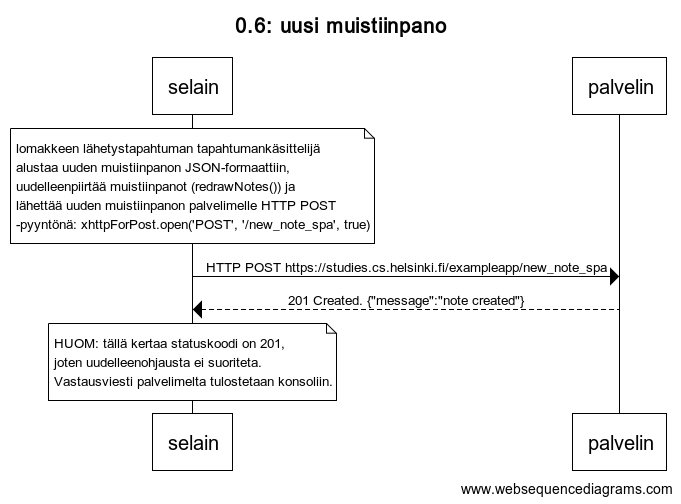 0.6: uusi muistiinpano
selain
palvelin
lomakkeen lähetystapahtuman tapahtumankäsittelijä
alustaa uuden muistiinpanon JSON-formaattiin,
uudelleenpiirtää muistiinpanot (redrawNotes()) ja
lähettää uuden muistiinpanon palvelimelle HTTP POST
-pyyntönä: xhttpForPost.open('POST', '/new_note_spa', true)
HTTP POST https://studies.cs.helsinki.fi/exampleapp/new_note_spa
201 Created. {"message":"note created"}
HUOM: tällä kertaa statuskoodi on 201,
joten uudelleenohjausta ei suoriteta.
Vastausviesti palvelimelta tulostetaan konsoliin.
selain
palvelin
www.websequencediagrams.com